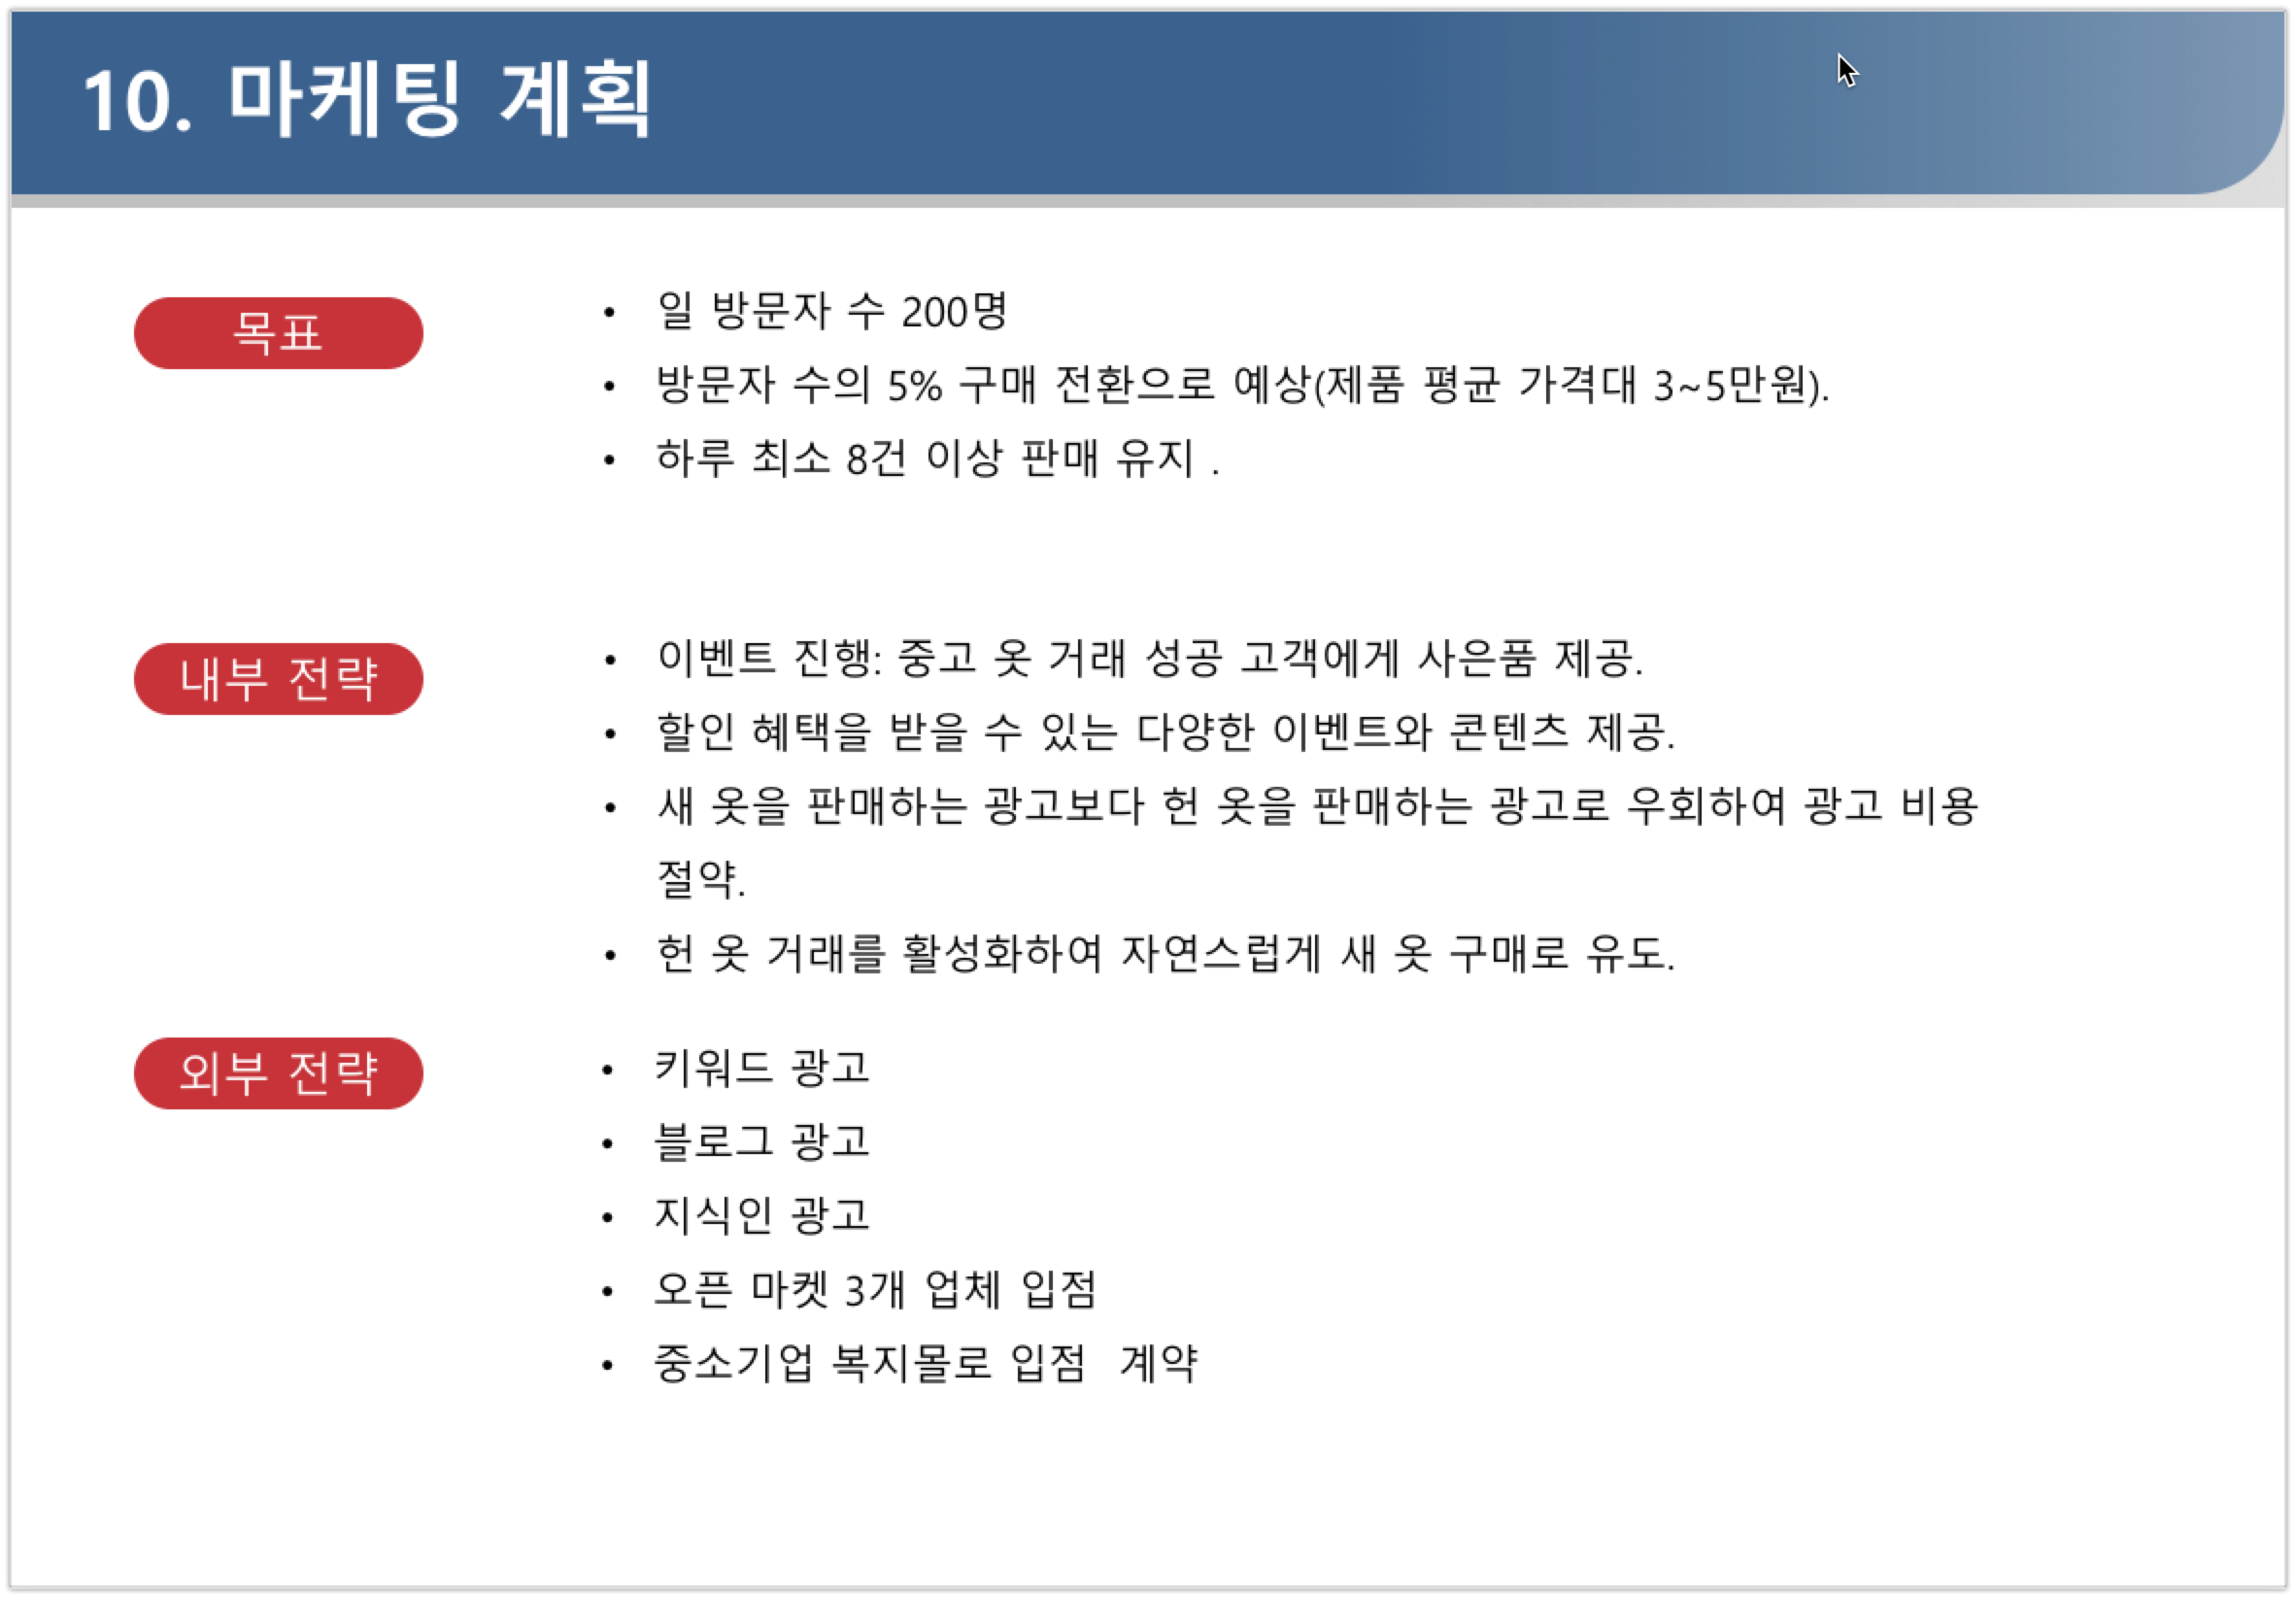 10. 마케팅 계획
목표
• 일 방문자 수 200명
• 방문자 수의 5% 구매 전환으로 예상(제품 평균 가격대 3~5만원).
• 하루 최소 8건 이상 판매 유지 .
내부 전략
• 이벤트 진행: 중고 옷 거래 성공 고객에게 사은품 제공.
• 할인 혜택을 받을 수 있는 다양한 이벤트와 콘텐츠 제공.
• 새 옷을 판매하는 광고보다 헌 옷을 판매하는 광고로 우회하여 광고 비용
절약.
• 헌 옷 거래를 활성화하여 자연스럽게 새 옷 구매로 유도.
외부 전략
• 키워드 광고
• 블로그 광고
• 지식인 광고
• 오픈 마켓 3개 업체 입점
• 중소기업 복지몰로 입점  계약